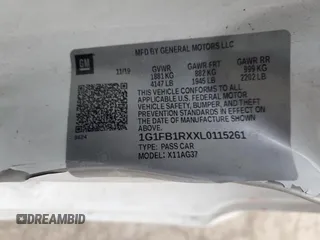 MFD BY GENERAL MOTORS LLC
GM
11/19 GVWR GAWR FRT GAWR RR
1881 KG 882 KG 999 KG
4147 LB 1945 LB 2202 LB
THIS VEHICLE CONFORMS TO ALL APPLICABLE
U.S. FEDERAL MOTOR VEHICLE
SAFETY, BUMPER, AND THEFT
PREVENTION STANDARDS IN EFFECT
ON THE DATE OF MANUFACTURE
SHOWN ABOVE.
1G1FB1RXXL0115261
TYPE: PASS CAR
MODEL: X11AG37
DREAMBID